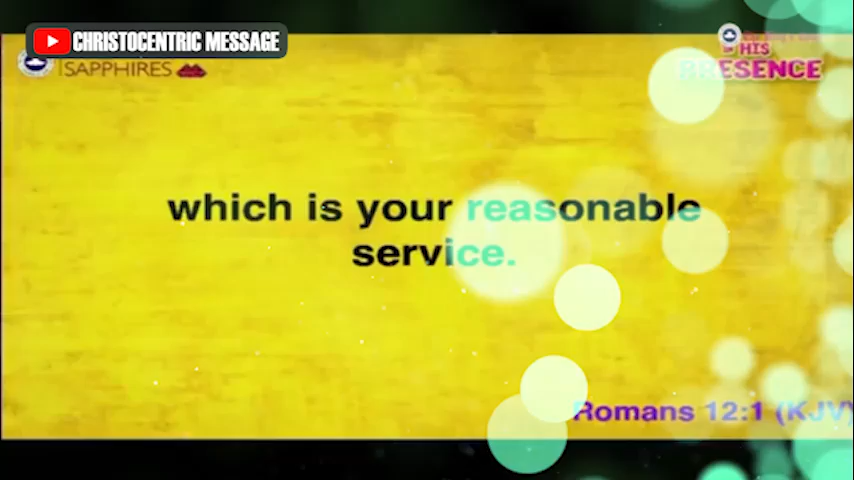 CHRISTOCENTRIC MESSAGE
SAPPHIRES
HIS
PRESENCE
which is your reasonable
service.
Romans 12:1 (KJV)